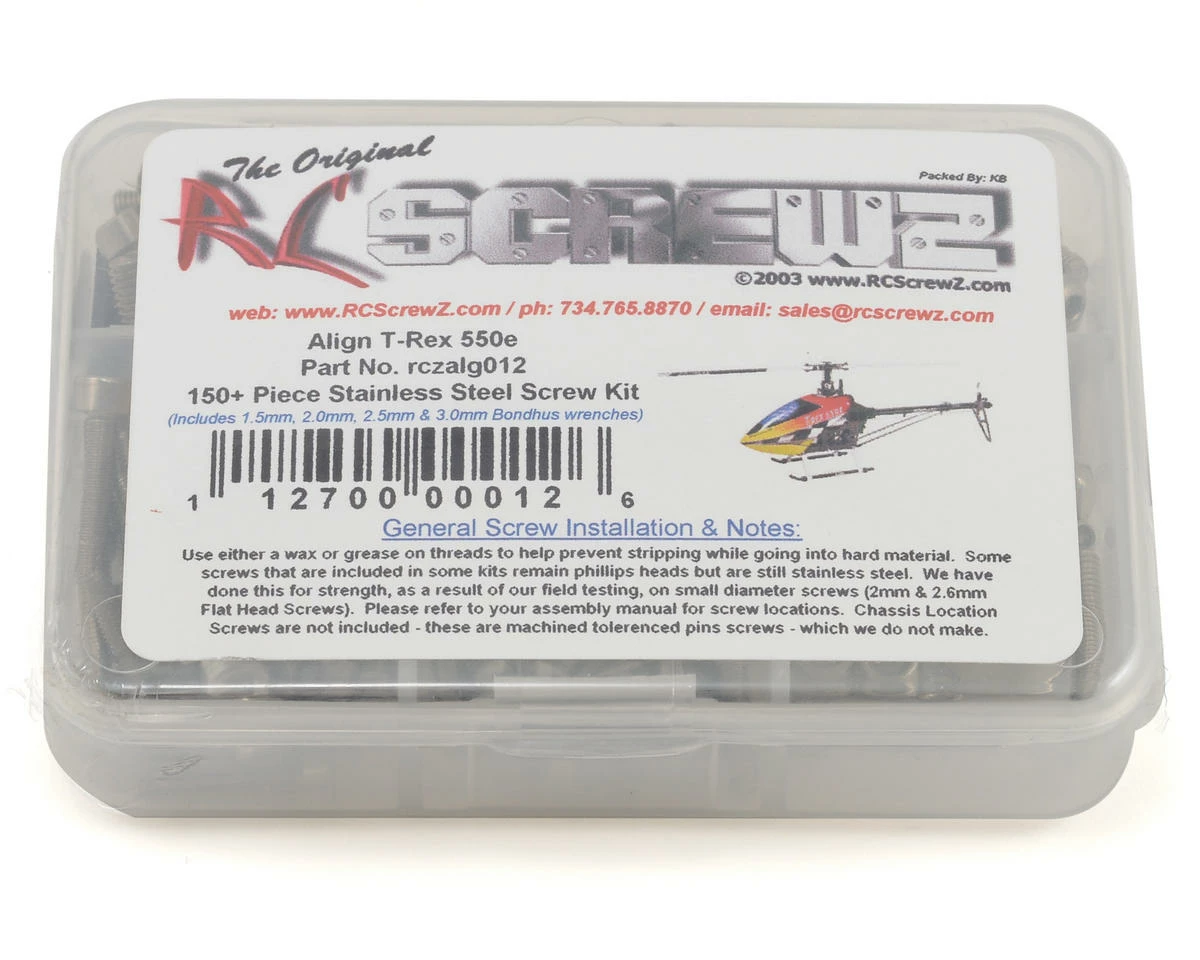 The Original
RC SCREWZ
Packed By: KB
©2003 www.RCScrewZ.com
web: www.RCScrewZ.com / ph: 734.765.8870 / email: sales@rcscrewz.com
Align T-Rex 550e
Part No. rczalg012
150+ Piece Stainless Steel Screw Kit
(Includes 1.5mm, 2.0mm, 2.5mm & 3.0mm Bondhus wrenches)
1 12700 00012 6
General Screw Installation & Notes:
Use either a wax or grease on threads to help prevent stripping while going into hard material. Some
screws that are included in some kits remain phillips heads but are still stainless steel. We have
done this for strength, as a result of our field testing, on small diameter screws (2mm & 2.6mm
Flat Head Screws). Please refer to your assembly manual for screw locations. Chassis Location
Screws are not included - these are machined tolerenced pins screws - which we do not make.